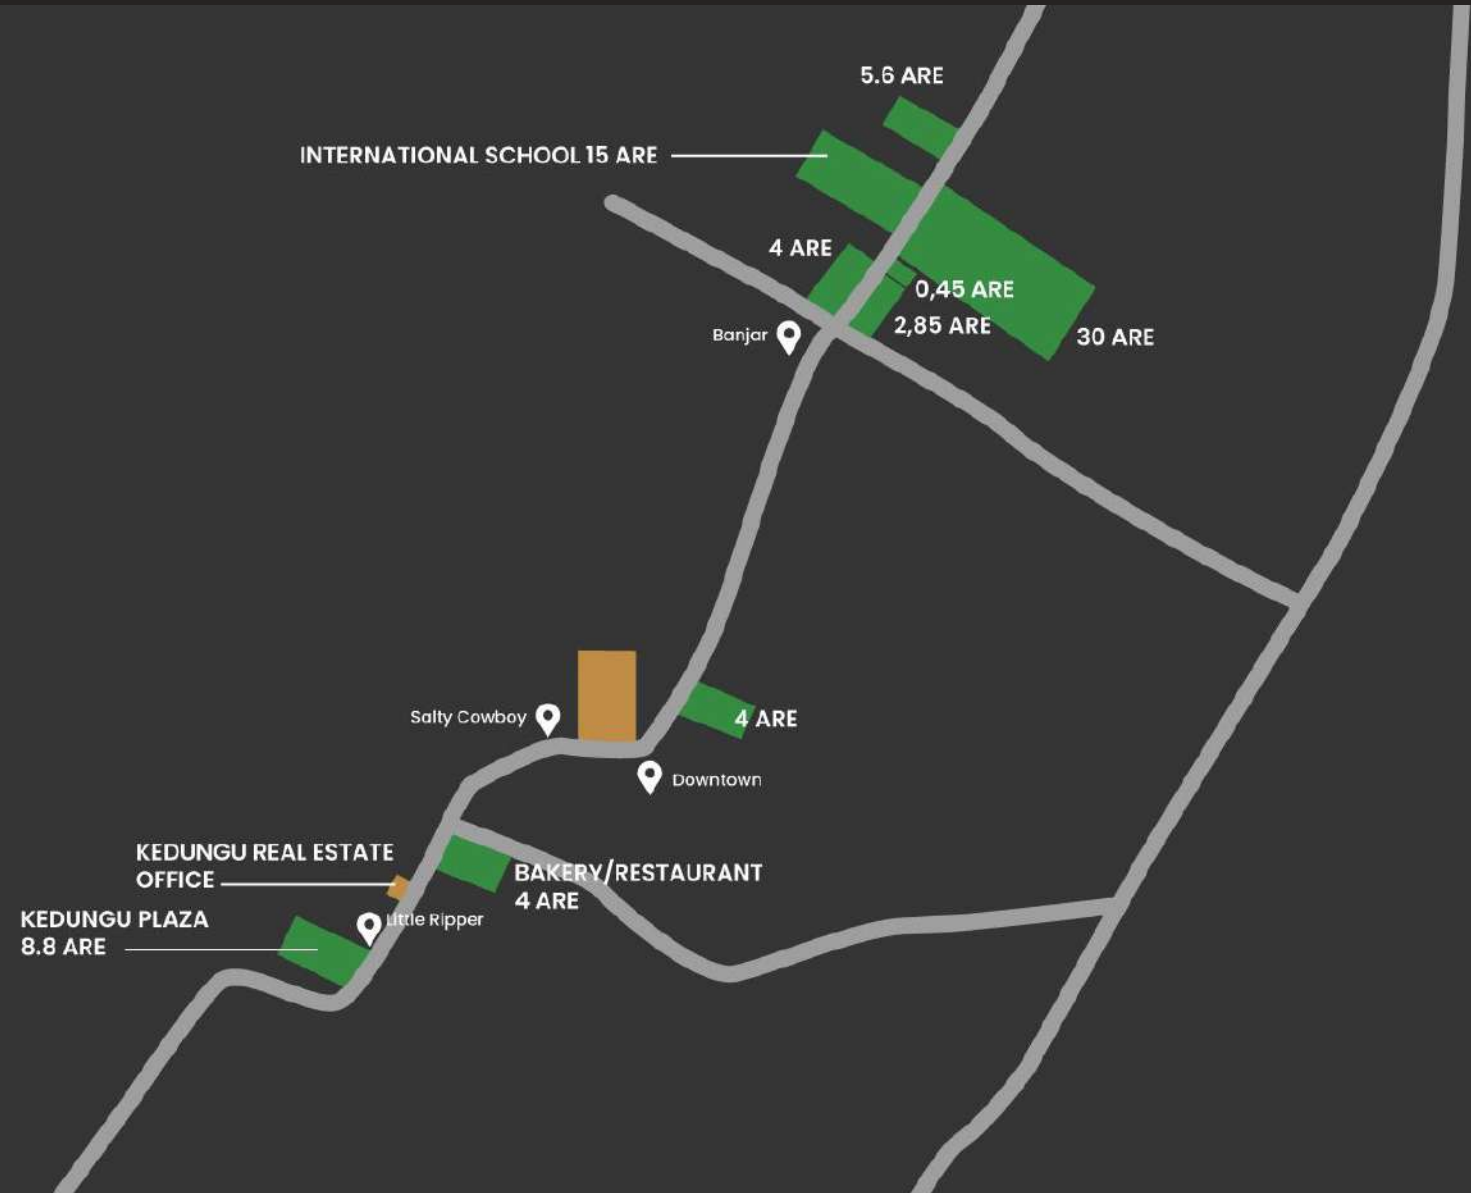 5.6 ARE
INTERNATIONAL SCHOOL 15 ARE
4 ARE
0,45 ARE
2,85 ARE
30 ARE
Banjar
Salty Cowboy
4 ARE
Downtown
KEDUNGU REAL ESTATE
OFFICE
BAKERY/RESTAURANT
4 ARE
KEDUNGU PLAZA
8.8 ARE
Little Ripper